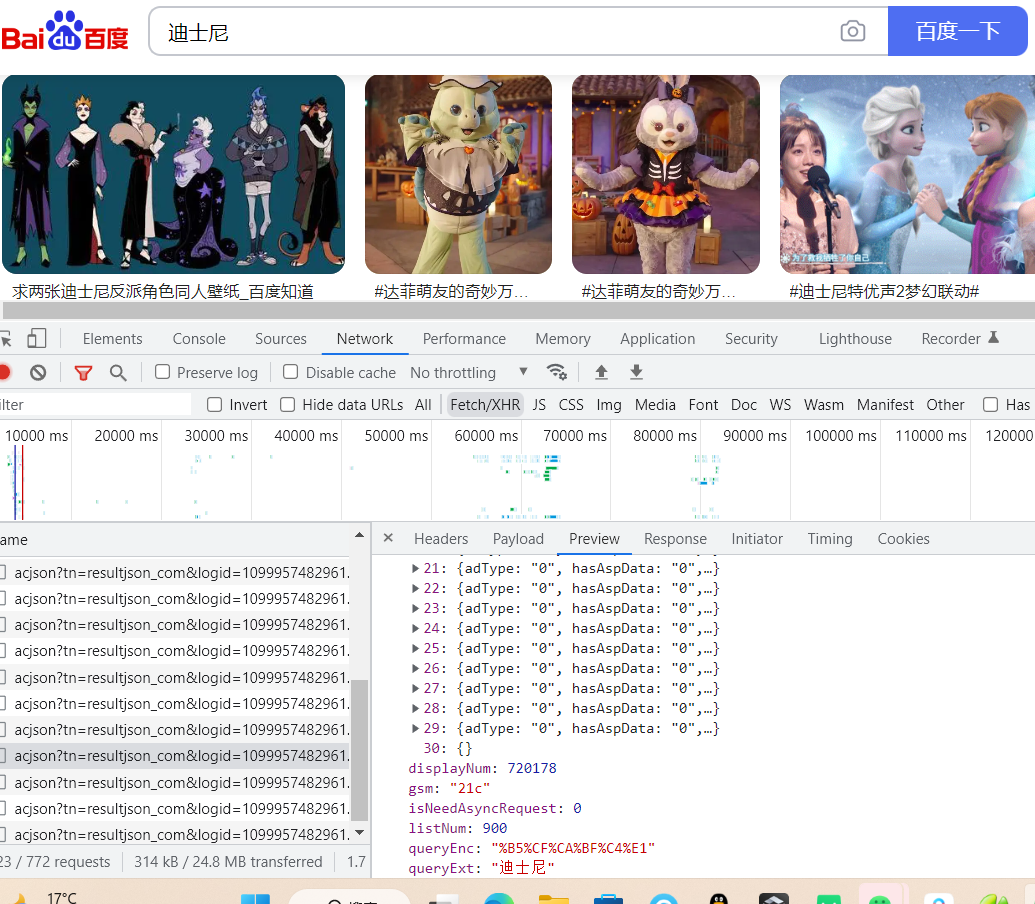 Bai du 百度 迪士尼 百度一下
为了救我牺牲了你自己
求两张迪士尼反派角色同人壁纸_百度知道 #达菲萌友的奇妙万… #达菲萌友的奇妙万… #迪士尼特优声2梦幻联动#
Elements Console Sources Network Performance Memory Application Security Lighthouse Recorder
Preserve log Disable cache No throttling
ilter Invert Hide data URLs All Fetch/XHR JS CSS Img Media Font Doc WS Wasm Manifest Other Has
10000 ms 20000 ms 30000 ms 40000 ms 50000 ms 60000 ms 70000 ms 80000 ms 90000 ms 100000 ms 110000 ms 120000
ame × Headers Payload Preview Response Initiator Timing Cookies
acjson?tn=resultjson_com&logid=1099957482961.
acjson?tn=resultjson_com&logid=1099957482961.
acjson?tn=resultjson_com&logid=1099957482961.
acjson?tn=resultjson_com&logid=1099957482961.
acjson?tn=resultjson_com&logid=1099957482961.
acjson?tn=resultjson_com&logid=1099957482961.
acjson?tn=resultjson_com&logid=1099957482961.
acjson?tn=resultjson_com&logid=1099957482961.
acjson?tn=resultjson_com&logid=1099957482961.
acjson?tn=resultjson_com&logid=1099957482961.
acjson?tn=resultjson_com&logid=1099957482961.
23 / 772 requests 314 kB / 24.8 MB transferred 1.7
21: {adType: "0", hasAspData: "0",…}
22: {adType: "0", hasAspData: "0",…}
23: {adType: "0", hasAspData: "0",…}
24: {adType: "0", hasAspData: "0",…}
25: {adType: "0", hasAspData: "0",…}
26: {adType: "0", hasAspData: "0",…}
27: {adType: "0", hasAspData: "0",…}
28: {adType: "0", hasAspData: "0",…}
29: {adType: "0", hasAspData: "0",…}
30: {}
displayNum: 720178
gsm: "21c"
isNeedAsyncRequest: 0
listNum: 900
queryEnc: "%B5%CF%CA%BF%C4%E1"
queryExt: "迪士尼"
17°C